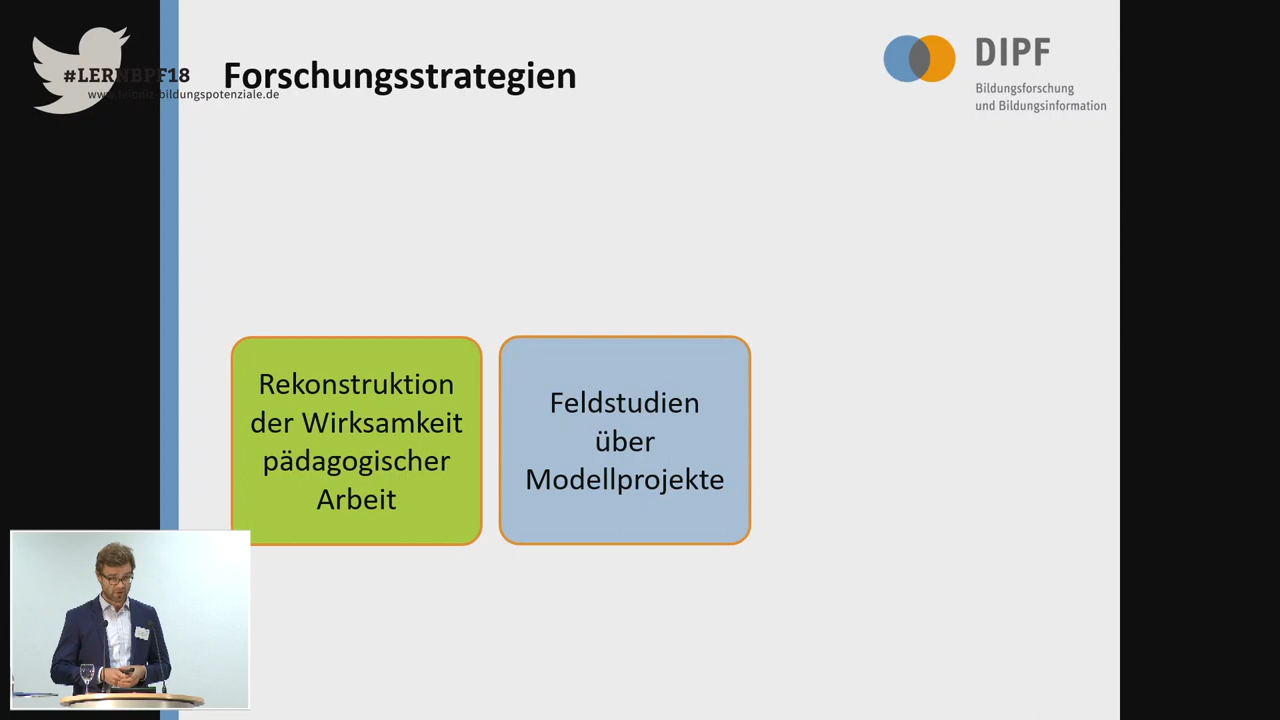 #LERNBPF18
www.leibniz-bildungspotenziale.de
Forschungsstrategien
DIPF
Bildungsforschung
und Bildungsinformation
Rekonstruktion
der Wirksamkeit
pädagogischer
Arbeit
Feldstudien
über
Modellprojekte